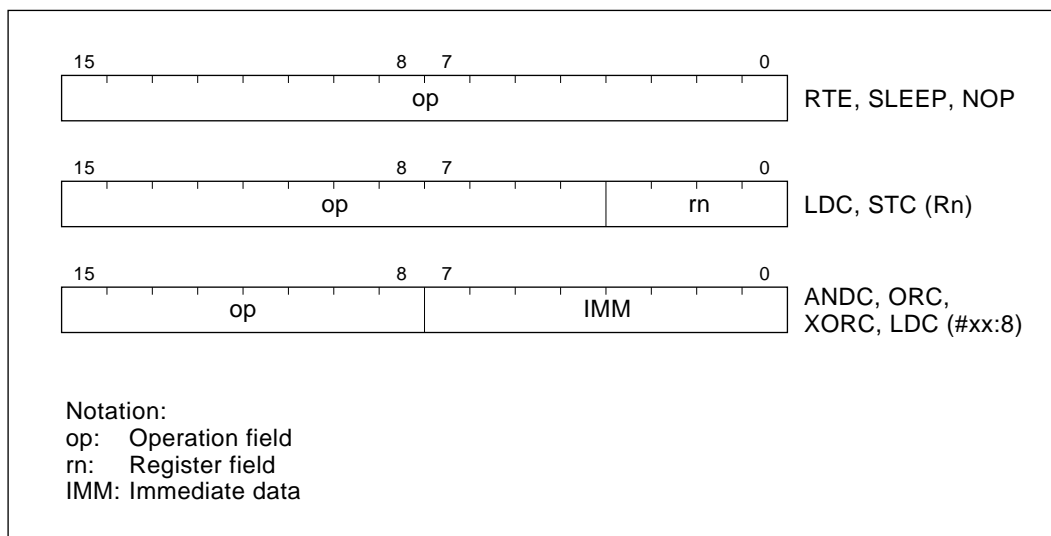 15 8 7 0
op RTE, SLEEP, NOP
15 8 7 0
op rn LDC, STC (Rn)
15 8 7 0
op IMM ANDC, ORC,
XORC, LDC (#xx:8)
Notation:
op: Operation field
rn: Register field
IMM: Immediate data